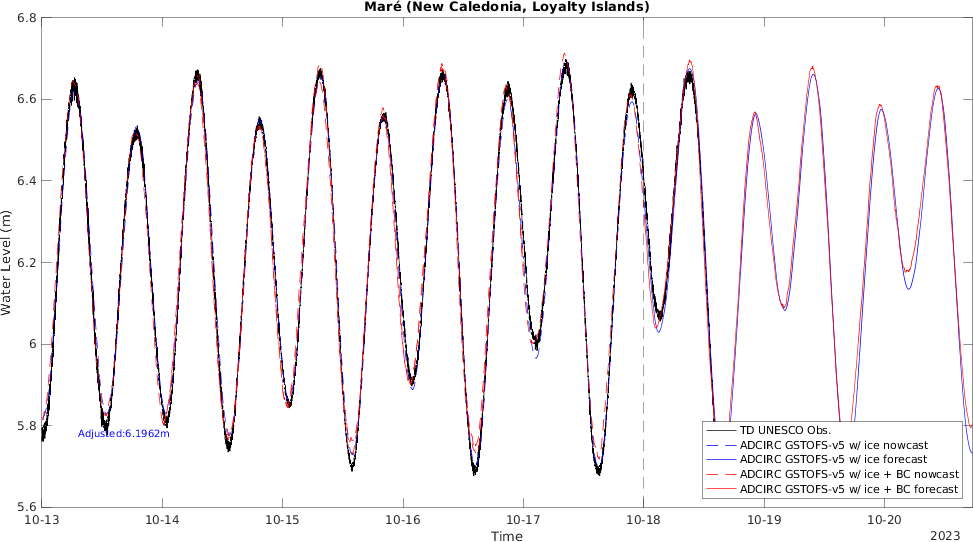 Maré (New Caledonia, Loyalty Islands)
6.8
6.6
6.4
6.2
6
5.8
5.6
Water Level (m)
Adjusted:6.1962m
TD UNESCO Obs.
ADCIRC GSTOFS-v5 w/ ice nowcast
ADCIRC GSTOFS-v5 w/ ice forecast
ADCIRC GSTOFS-v5 w/ ice + BC nowcast
ADCIRC GSTOFS-v5 w/ ice + BC forecast
10-13 10-14 10-15 10-16 10-17 10-18 10-19 10-20
Time
2023